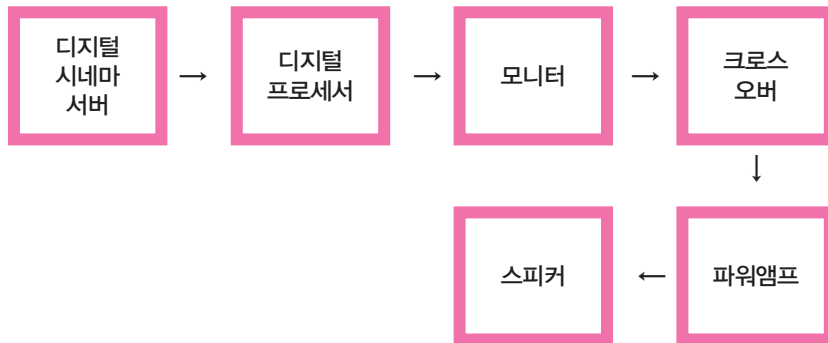 디지털
시네마
서버
→
디지털
프로세서
→
모니터
→
크로스
오버
↓
파워앰프
←
스피커